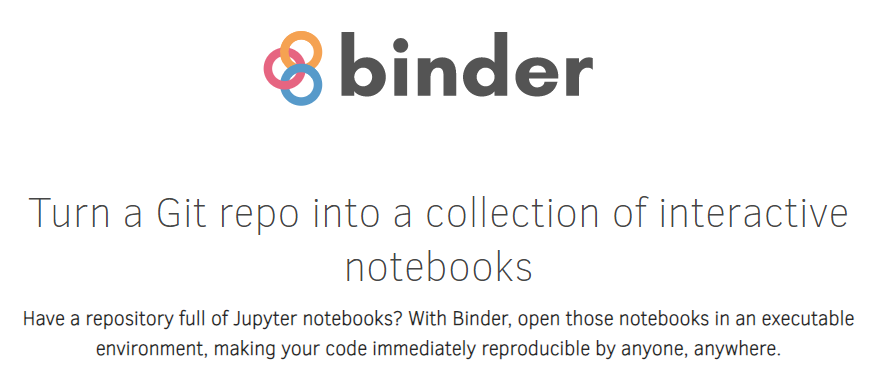 binder
Turn a Git repo into a collection of interactive
notebooks
Have a repository full of Jupyter notebooks? With Binder, open those notebooks in an executable
environment, making your code immediately reproducible by anyone, anywhere.